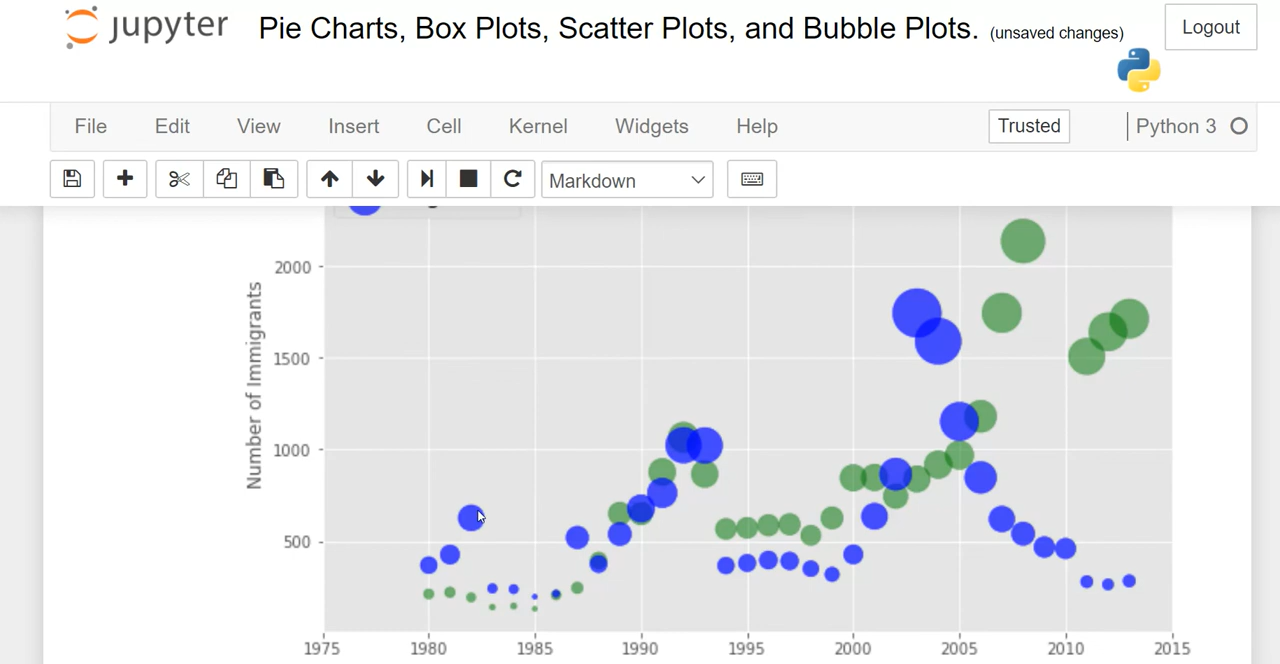 jupyter Pie Charts, Box Plots, Scatter Plots, and Bubble Plots. (unsaved changes) Logout
File Edit View Insert Cell Kernel Widgets Help Trusted Python 3
Markdown
2000
1500
1000
500
Number of Immigrants
1975 1980 1985 1990 1995 2000 2005 2010 2015